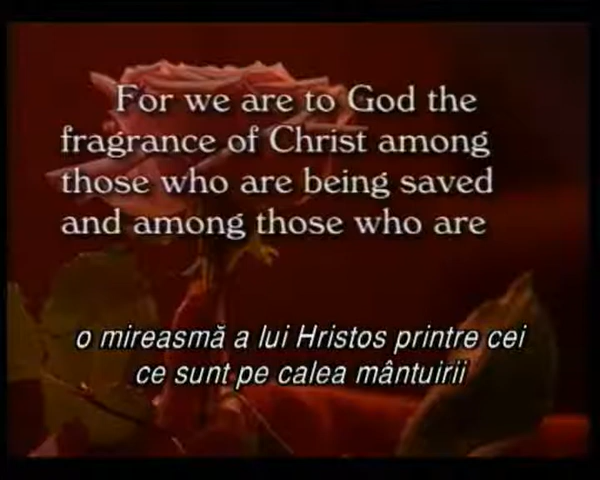 For we are to God the
fragrance of Christ among
those who are being saved
and among those who are
o mireasmă a lui Hristos printre cei
ce sunt pe calea mântuirii